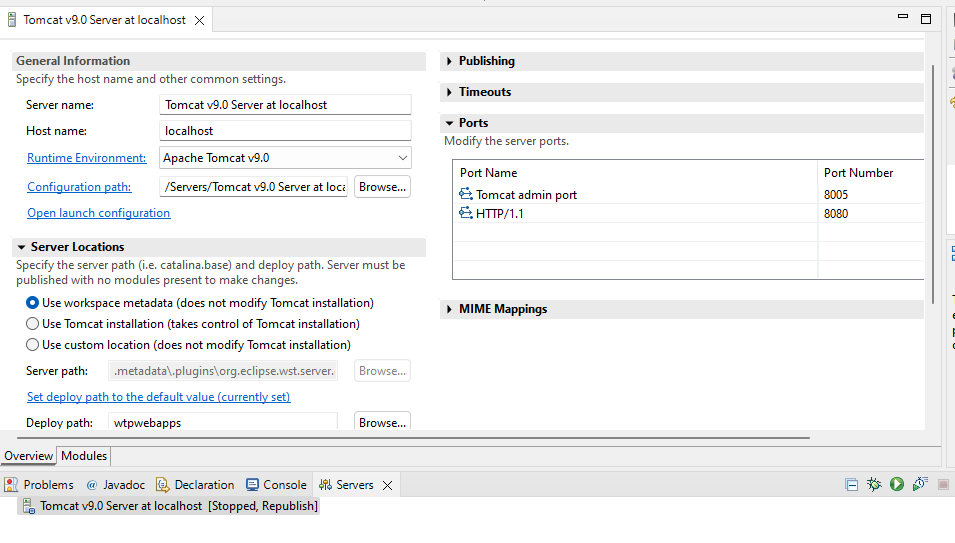 Tomcat v9.0 Server at localhost
General Information
Specify the host name and other common settings.
Server name:
Tomcat v9.0 Server at localhost
Host name:
localhost
Runtime Environment:
Apache Tomcat v9.0
Configuration path:
/Servers/Tomcat v9.0 Server at loca
Browse...
Open launch configuration
Server Locations
Specify the server path (i.e. catalina.base) and deploy path. Server must be
published with no modules present to make changes.
Use workspace metadata (does not modify Tomcat installation)
Use Tomcat installation (takes control of Tomcat installation)
Use custom location (does not modify Tomcat installation)
Server path:
.metadata\.plugins\org.eclipse.wst.server.
Browse...
Set deploy path to the default value (currently set)
Deploy path:
wtpwebapps
Browse...
Publishing
Timeouts
Ports
Modify the server ports.
Port Name
Port Number
Tomcat admin port
8005
HTTP/1.1
8080
MIME Mappings
Overview
Modules
Problems
Javadoc
Declaration
Console
Servers
Tomcat v9.0 Server at localhost [Stopped, Republish]